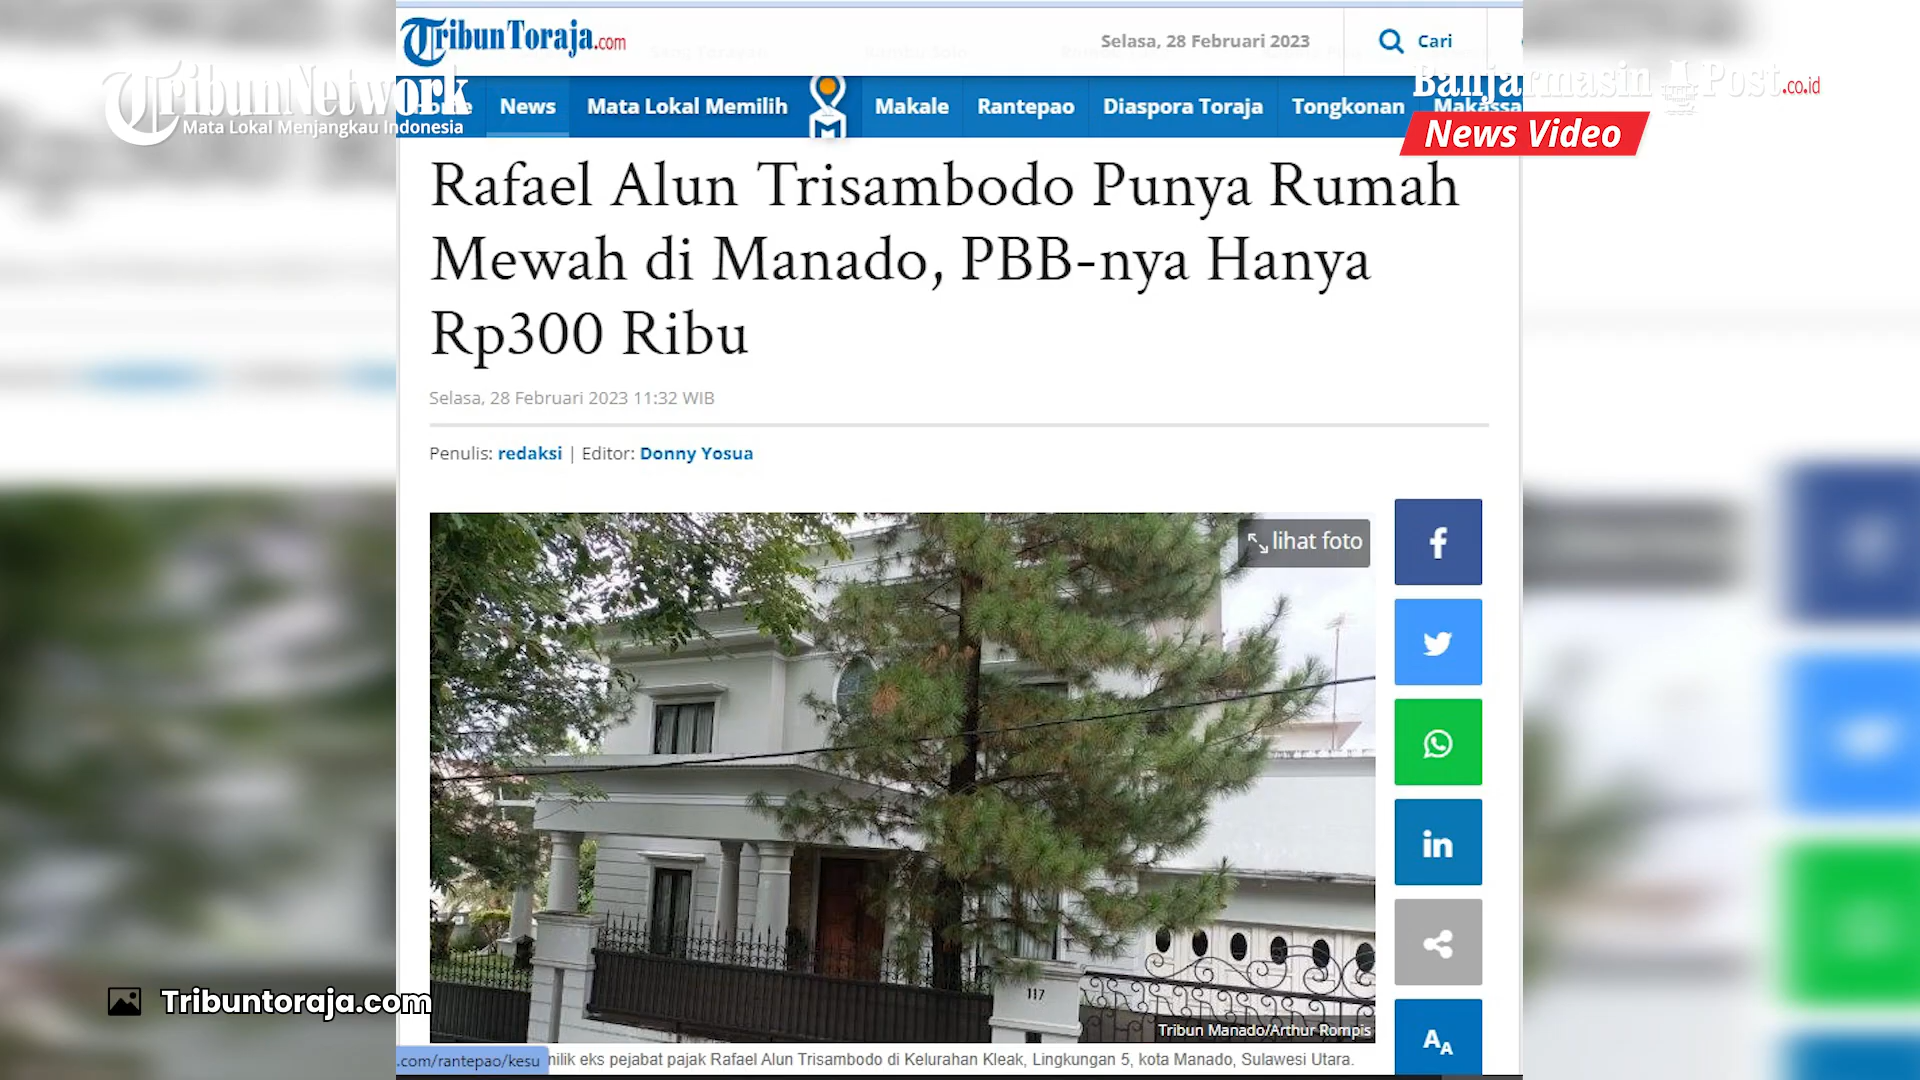 TribunToraja.com
Selasa, 28 Februari 2023
Cari
TribunNetwork
Mata Lokal Menjangkau Indonesia
Banjarmasin Post.co.id
News Video
News
Mata Lokal Memilih
Makale
Rantepao
Diaspora Toraja
Tongkonan
Rafael Alun Trisambodo Punya Rumah
Mewah di Manado, PBB-nya Hanya
Rp300 Ribu
Selasa, 28 Februari 2023 11:32 WIB
Penulis: redaksi | Editor: Donny Yosua
lihat foto
117
Tribun Manado/Arthur Rompis
Tribuntoraja.com
.com/rantepao/kesu
eks pejabat pajak Rafael Alun Trisambodo di Kelurahan Kleak, Lingkungan 5, kota Manado, Sulawesi Utara.
AA